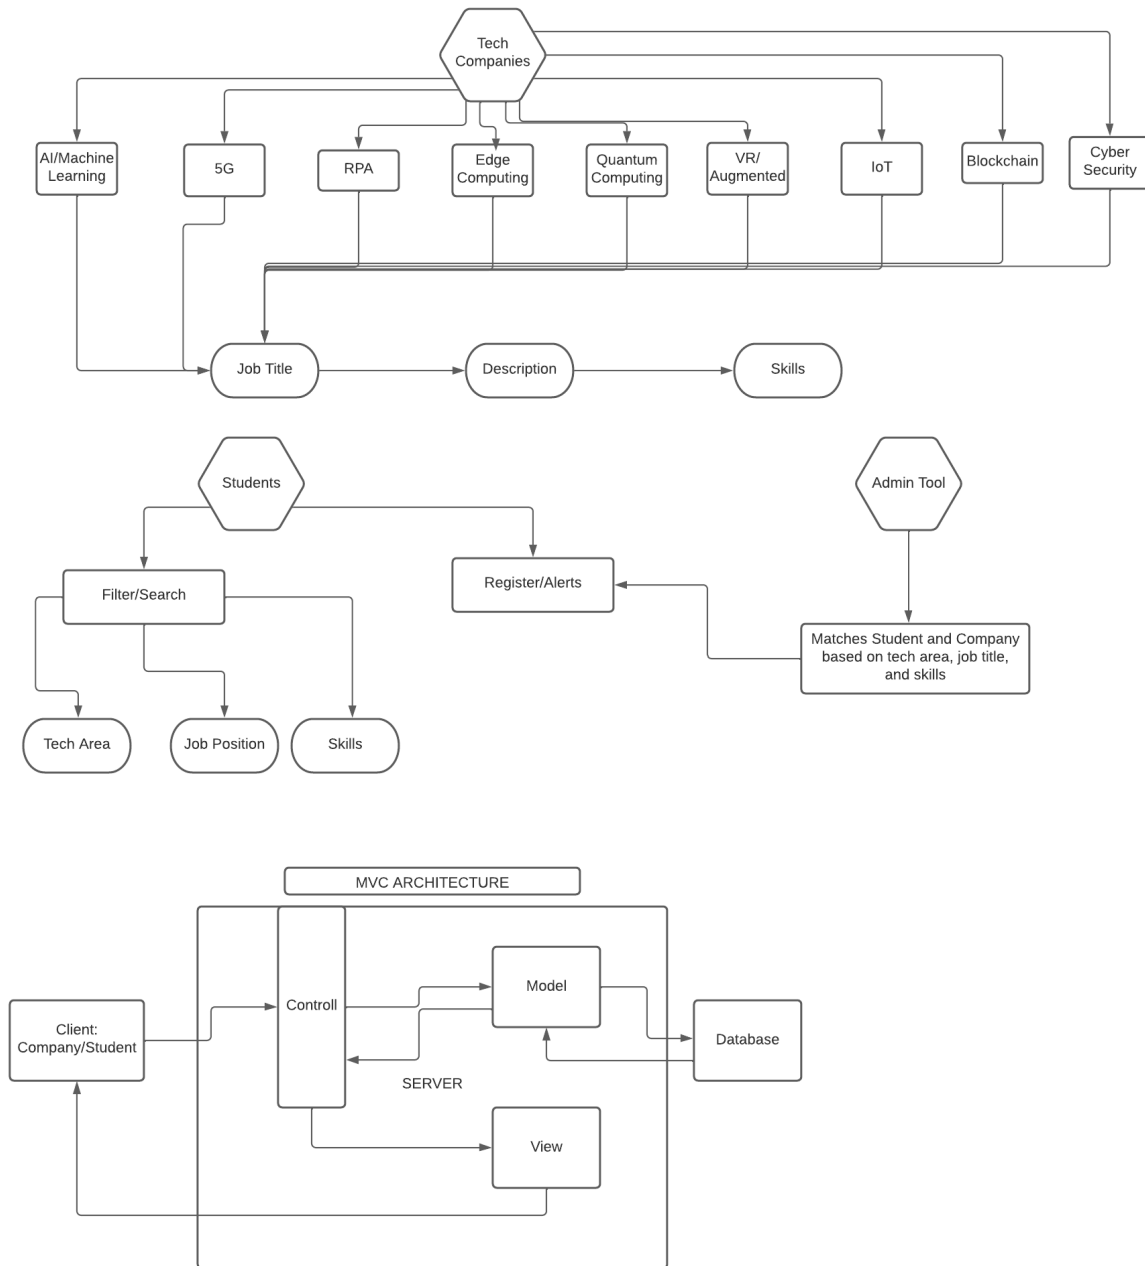 Tech
Companies
AI/Machine
Learning
5G
RPA
Edge
Computing
Quantum
Computing
VR/
Augmented
IoT
Blockchain
Cyber
Security
Job Title
Description
Skills
Students
Admin Tool
Filter/Search
Register/Alerts
Matches Student and Company
based on tech area, job title,
and skills
Tech Area
Job Position
Skills
MVC ARCHITECTURE
Client:
Company/Student
Controll
Model
Database
SERVER
View